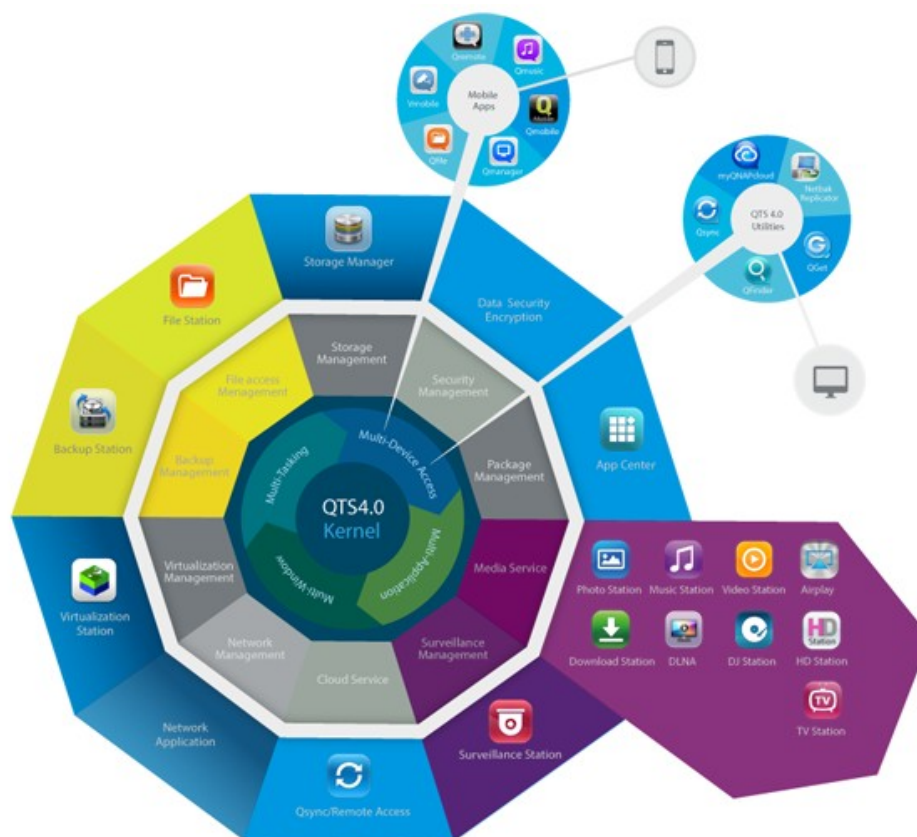 Qremote
Qmusic
Vmobile
Mobile
Apps
Qmobile
Qfile
Qmanager
myQNAPcloud
Netbak
Replicator
Qsync
QTS 4.0
Utilities
QGet
QFinder
Storage Manager
File Station
Data Security
Encryption
Storage
Management
File access
Meriagement
Security
Management
Backup Station
Backup
Management
Multi-Tasking
Multi-Device Access
Package
Management
App Center
QTS4.0
Kernel
Virtualization
Management
Multi-Window
Multi-Application
Media Service
Photo Station
Music Station
Video Station
Airplay
Virtualization
Station
Network
Management
Cloud Service
Surveillance
Management
Download Station
DLNA
DJ Station
HD
Station
HD Station
TV
TV Station
Network
Application
Surveillance Station
Qsync/Remote Access